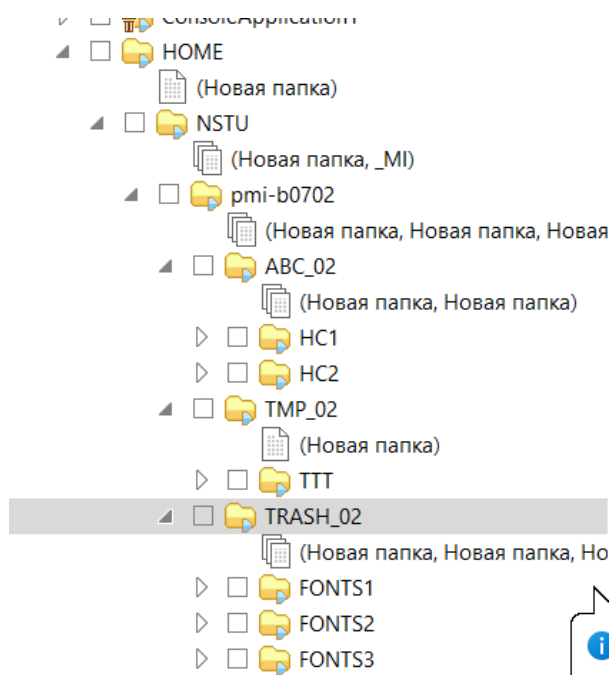 ConsoleApplication1
HOME
(Новая папка)
NSTU
(Новая папка, _MI)
pmi-b0702
(Новая папка, Новая папка, Новая
ABC_02
(Новая папка, Новая папка)
HC1
HC2
TMP_02
(Новая папка)
TTT
TRASH_02
(Новая папка, Новая папка, Но
FONTS1
FONTS2
FONTS3